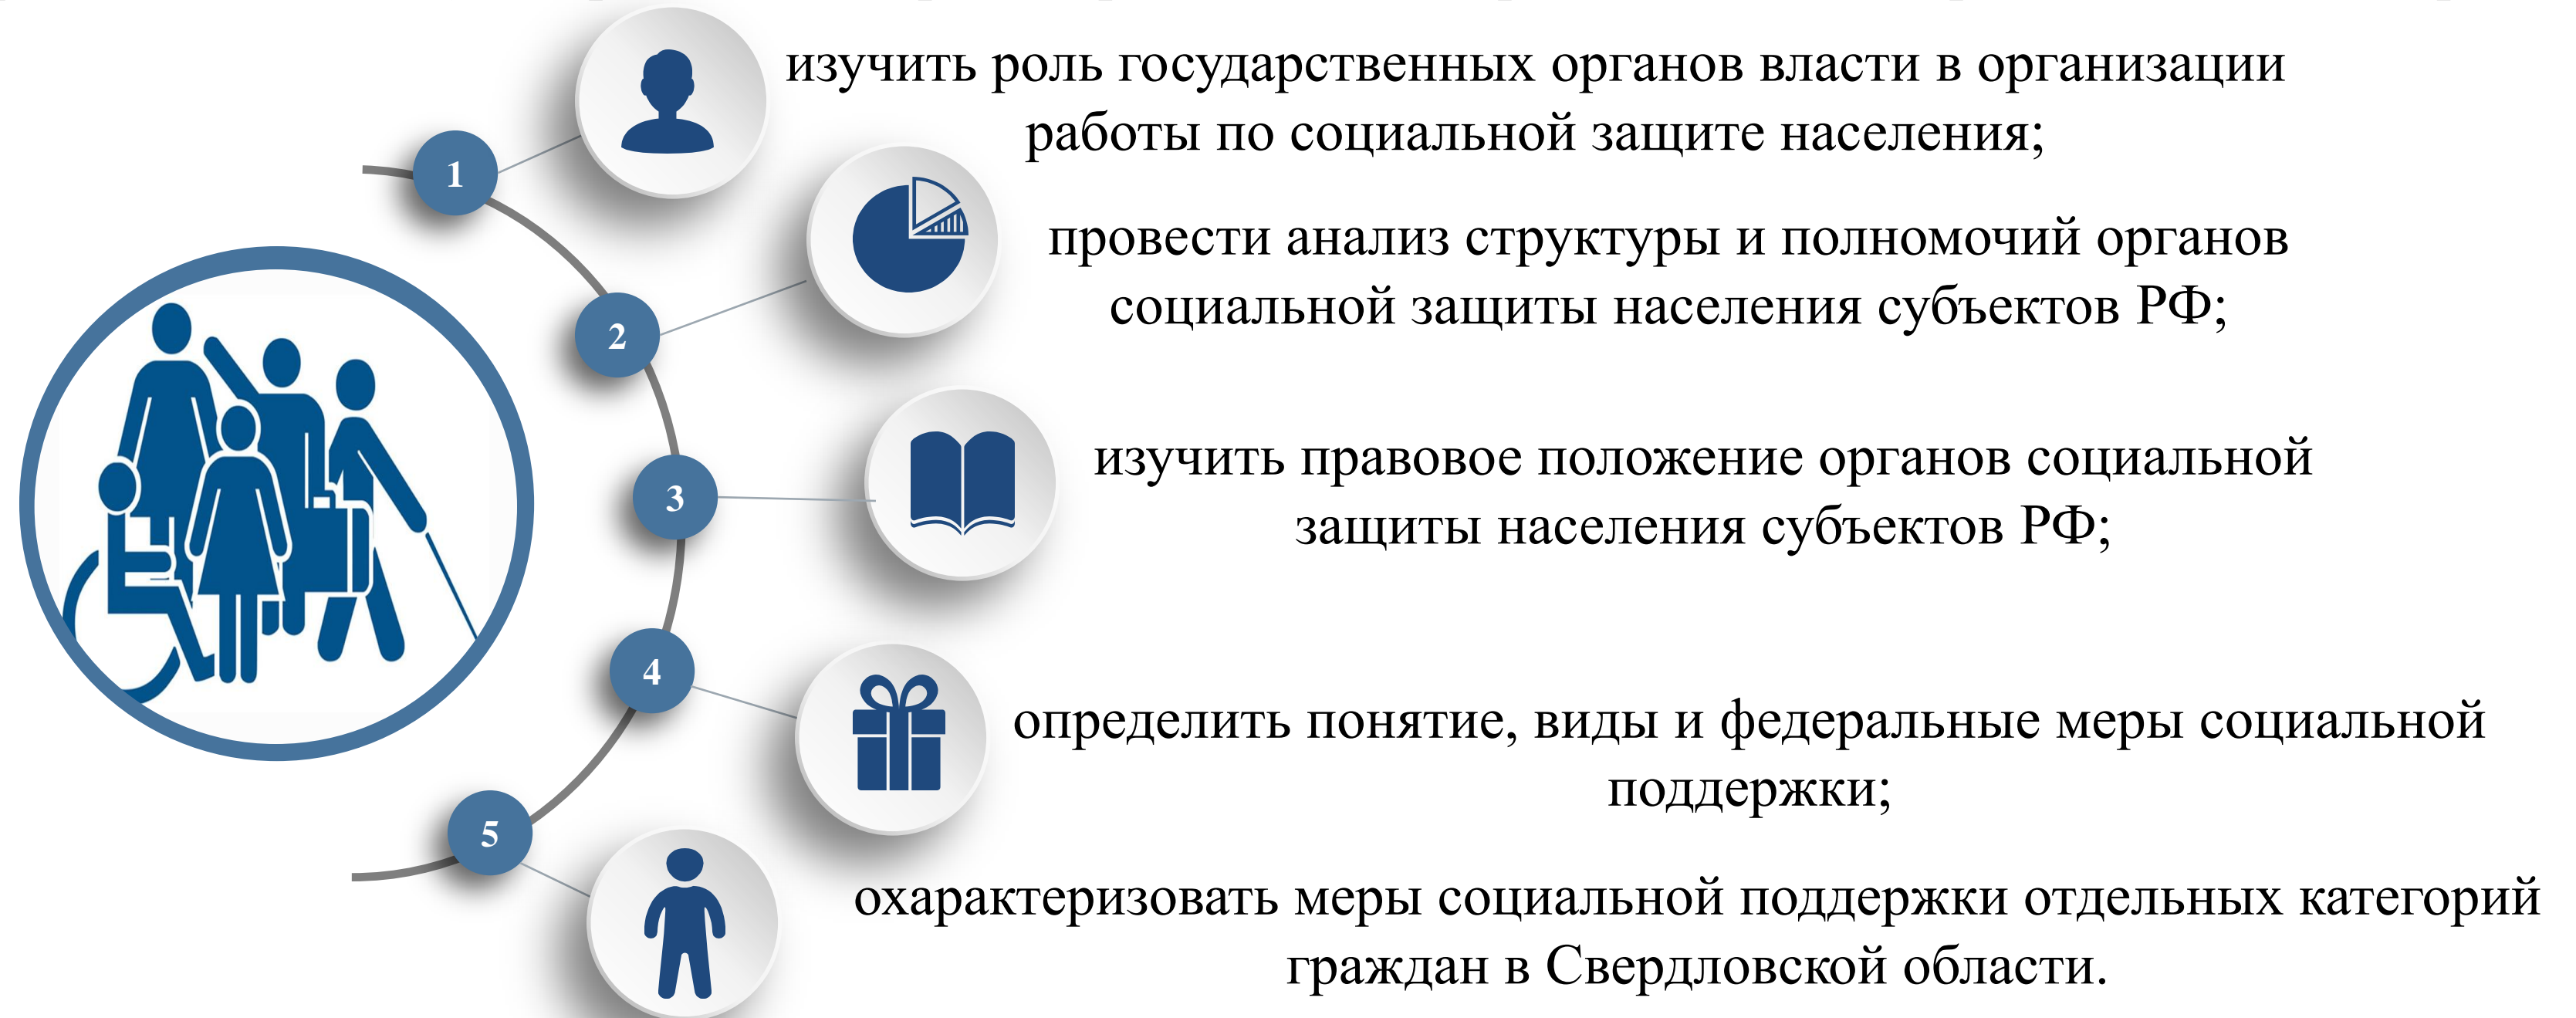 изучить роль государственных органов власти в организации
работы по социальной защите населения;
1
провести анализ структуры и полномочий органов
социальной защиты населения субъектов РФ;
2
изучить правовое положение органов социальной
защиты населения субъектов РФ;
3
4
определить понятие, виды и федеральные меры социальной
поддержки;
5
охарактеризовать меры социальной поддержки отдельных категорий
граждан в Свердловской области.